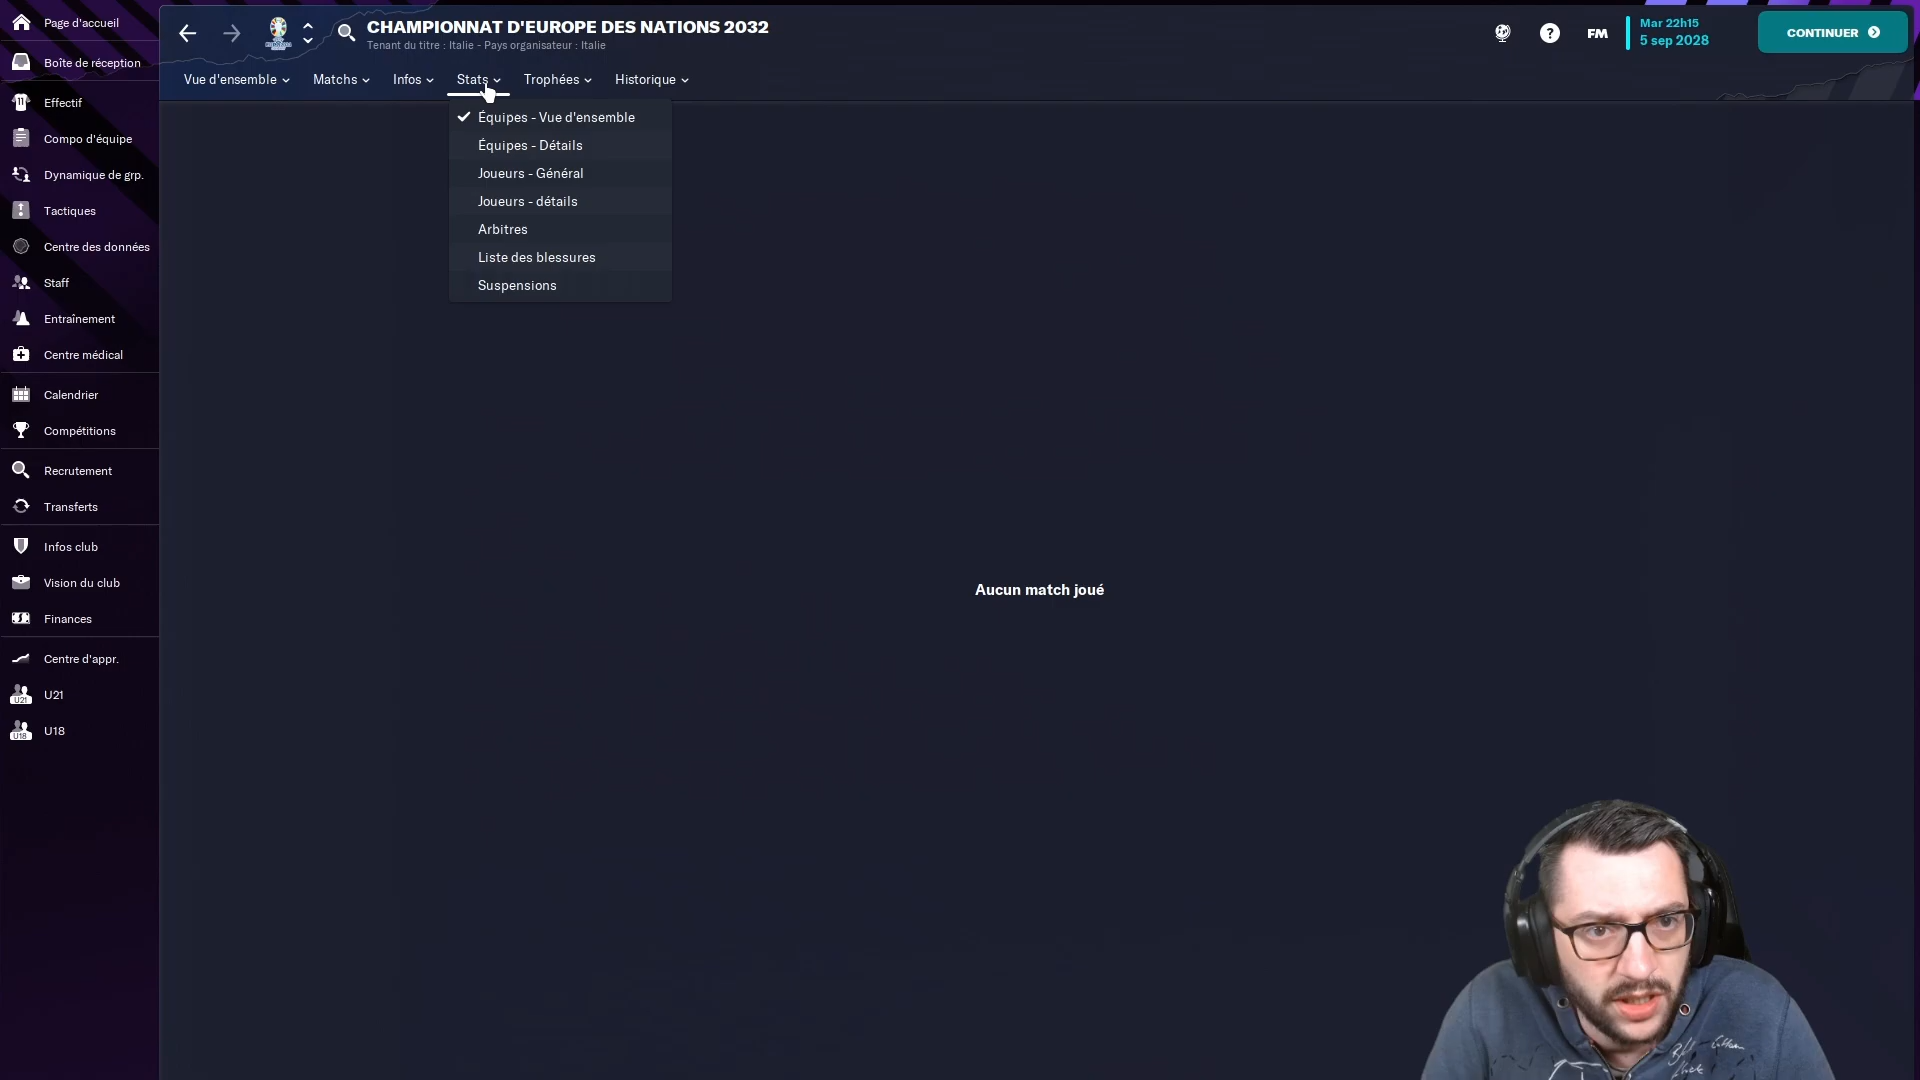 Page d'accueil
Boîte de réception
Effectif
Compo d'équipe
Dynamique de grp.
Tactiques
Centre des données
Staff
Entraînement
Centre médical
Calendrier
Compétitions
Recrutement
Transferts
Infos club
Vision du club
Finances
Centre d'appr.
U21
U21
U18
U18
CHAMPIONNAT D'EUROPE DES NATIONS 2032
Tenant du titre : Italie - Pays organisateur : Italie
FM
Mar 22h15
5 sep 2028
CONTINUER
Vue d'ensemble
Matchs
Infos
Stats
Trophées
Historique
Équipes - Vue d'ensemble
Équipes - Détails
Joueurs - Général
Joueurs - détails
Arbitres
Liste des blessures
Suspensions
Aucun match joué